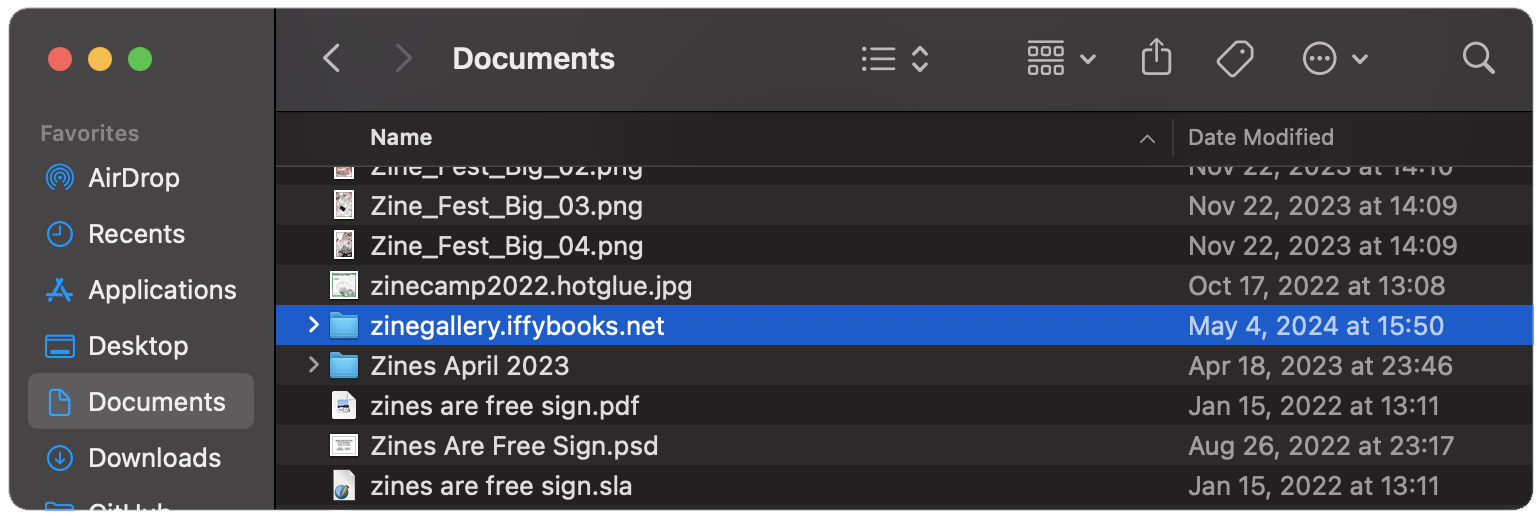 Documents
Favorites
AirDrop
Recents
Applications
Desktop
Documents
Downloads
GitHub
Name Date Modified
Zine_Fest_Big_02.png Nov 22, 2023 at 14:10
Zine_Fest_Big_03.png Nov 22, 2023 at 14:09
Zine_Fest_Big_04.png Nov 22, 2023 at 14:09
zinecamp2022.hotglue.jpg Oct 17, 2022 at 13:08
zinegallery.iffybooks.net May 4, 2024 at 15:50
Zines April 2023 Apr 18, 2023 at 23:46
zines are free sign.pdf Jan 15, 2022 at 13:11
Zines Are Free Sign.psd Aug 26, 2022 at 23:17
zines are free sign.sla Jan 15, 2022 at 13:11